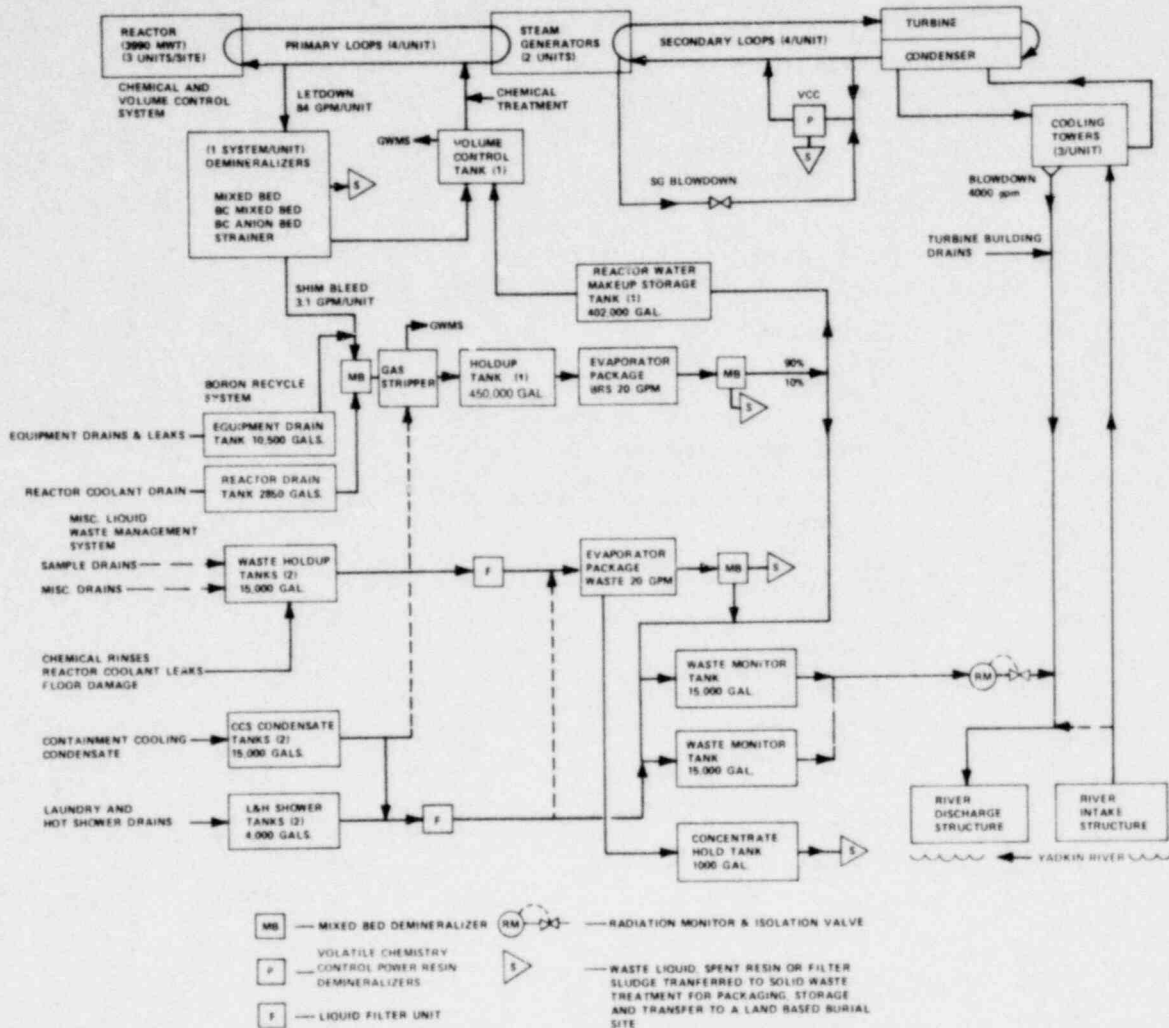 REACTOR
(3990 MWT)
(3 UNITS/SITE)
PRIMARY LOOPS (4/UNIT)
STEAM
GENERATORS
(2 UNITS)
SECONDARY LOOPS (4/UNIT)
TURBINE
CONDENSER
CHEMICAL AND
VOLUME CONTROL
SYSTEM
LETDOWN
84 GPM/UNIT
CHEMICAL
TREATMENT
GWMS
VOLUME
CONTROL
TANK (1)
VCC
P
S
COOLING
TOWERS
(3/UNIT)
(1 SYSTEM/UNIT)
DEMINERALIZERS
MIXED BED
BC MIXED BED
BC ANION BED
STRAINER
S
SG BLOWDOWN
BLOWDOWN
4000 gpm
TURBINE BUILDING
DRAINS
SHIM BLEED
3.1 GPM/UNIT
REACTOR WATER
MAKEUP STORAGE
TANK (1)
402,000 GAL.
GWMS
BORON RECYCLE
SYSTEM
MB
GAS
STRIPPER
HOLDUP
TANK (1)
450,000 GAL.
EVAPORATOR
PACKAGE
BRS 20 GPM
MB
90%
10%
S
EQUIPMENT DRAINS & LEAKS
EQUIPMENT DRAIN
TANK 10,500 GALS.
REACTOR COOLANT DRAIN
REACTOR DRAIN
TANK 2850 GALS.
MISC. LIQUID
WASTE MANAGEMENT
SYSTEM
SAMPLE DRAINS
MISC. DRAINS
WASTE HOLDUP
TANKS (2)
15,000 GAL.
F
EVAPORATOR
PACKAGE
WASTE 20 GPM
MB
S
CHEMICAL RINSES
REACTOR COOLANT LEAKS
FLOOR DAMAGE
WASTE MONITOR
TANK
15,000 GAL.
RM
CONTAINMENT COOLING
CONDENSATE
CCS CONDENSATE
TANKS (2)
15,000 GALS.
WASTE MONITOR
TANK
15,000 GAL.
LAUNDRY AND
HOT SHOWER DRAINS
L&H SHOWER
TANKS (2)
4,000 GALS.
F
CONCENTRATE
HOLD TANK
1000 GAL.
S
RIVER
DISCHARGE
STRUCTURE
RIVER
INTAKE
STRUCTURE
YADKIN RIVER
MB — MIXED BED DEMINERALIZER
RM — RADIATION MONITOR & ISOLATION VALVE
P — VOLATILE CHEMISTRY
CONTROL POWER RESIN
DEMINERALIZERS
S — WASTE LIQUID, SPENT RESIN OR FILTER
SLUDGE TRANFERRED TO SOLID WASTE
TREATMENT FOR PACKAGING, STORAGE
AND TRANSFER TO A LAND BASED BURIAL
SITE
F — LIQUID FILTER UNIT